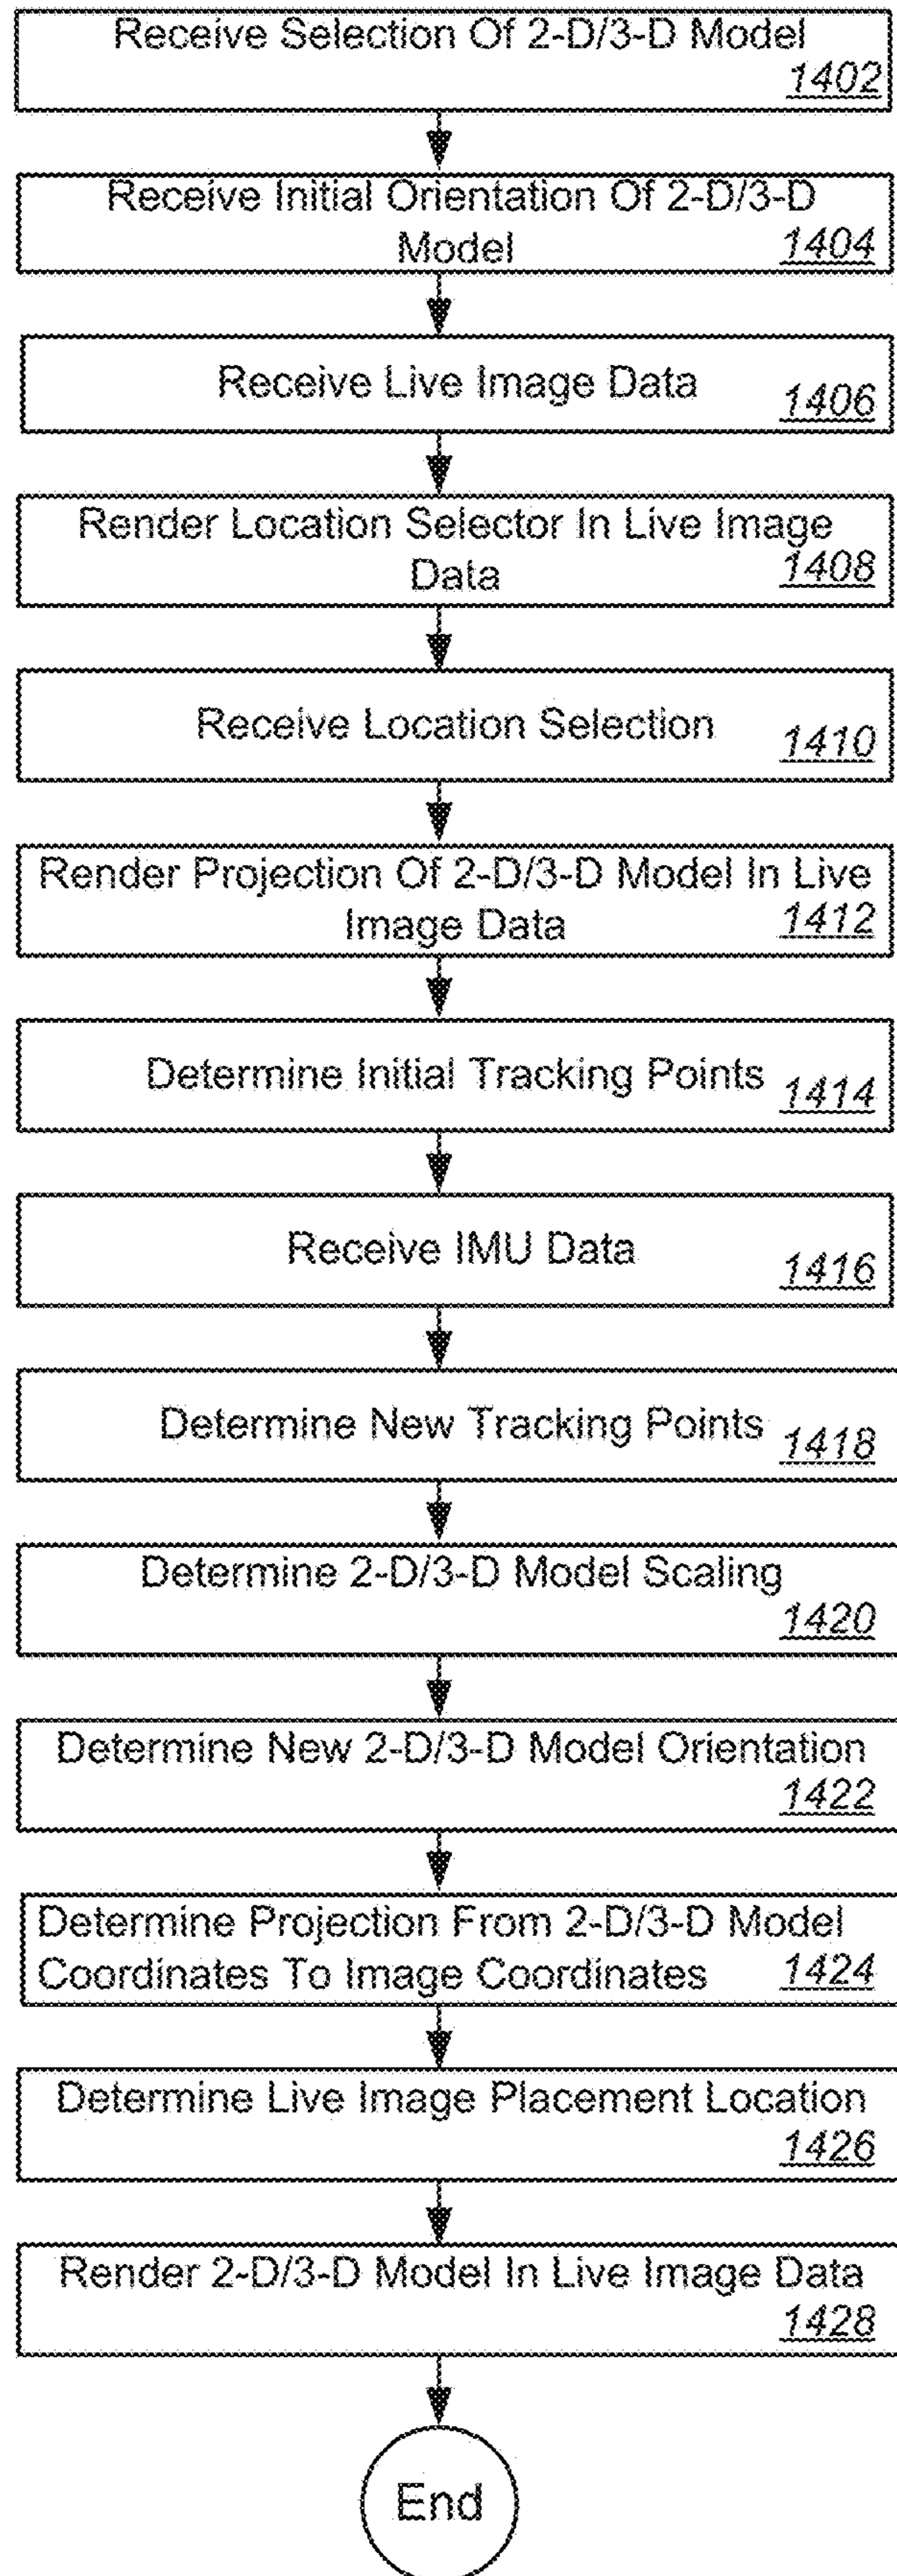 Receive Selection Of 2-D/3-D Model
1402
Receive Initial Orientation Of 2-D/3-D
Model
1404
Receive Live Image Data
1406
Render Location Selector In Live Image
Data
1408
Receive Location Selection
1410
Render Projection Of 2-D/3-D Model In Live
Image Data
1412
Determine Initial Tracking Points
1414
Receive IMU Data
1416
Determine New Tracking Points
1418
Determine 2-D/3-D Model Scaling
1420
Determine New 2-D/3-D Model Orientation
1422
Determine Projection From 2-D/3-D Model
Coordinates To Image Coordinates
1424
Determine Live Image Placement Location
1426
Render 2-D/3-D Model In Live Image Data
1428
End